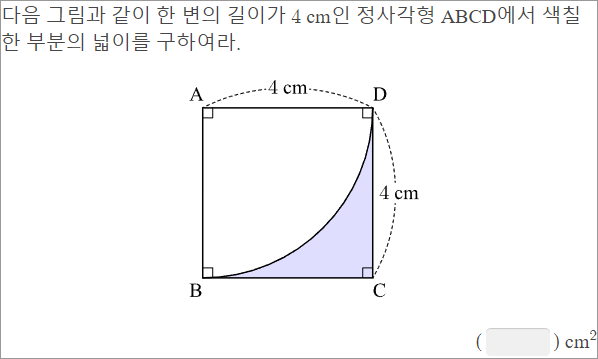 다음 그림과 같이 한 변의 길이가 4 cm인 정사각형 ABCD에서 색칠
한 부분의 넓이를 구하여라.
4 cm
A D
4 cm
B C
( ) cm²